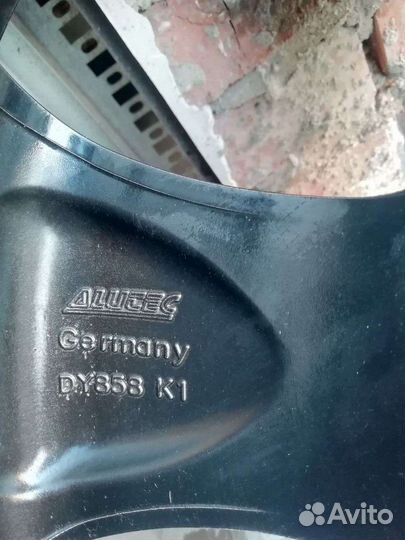 ALUTEC
Germany
DY858 K1
Avito